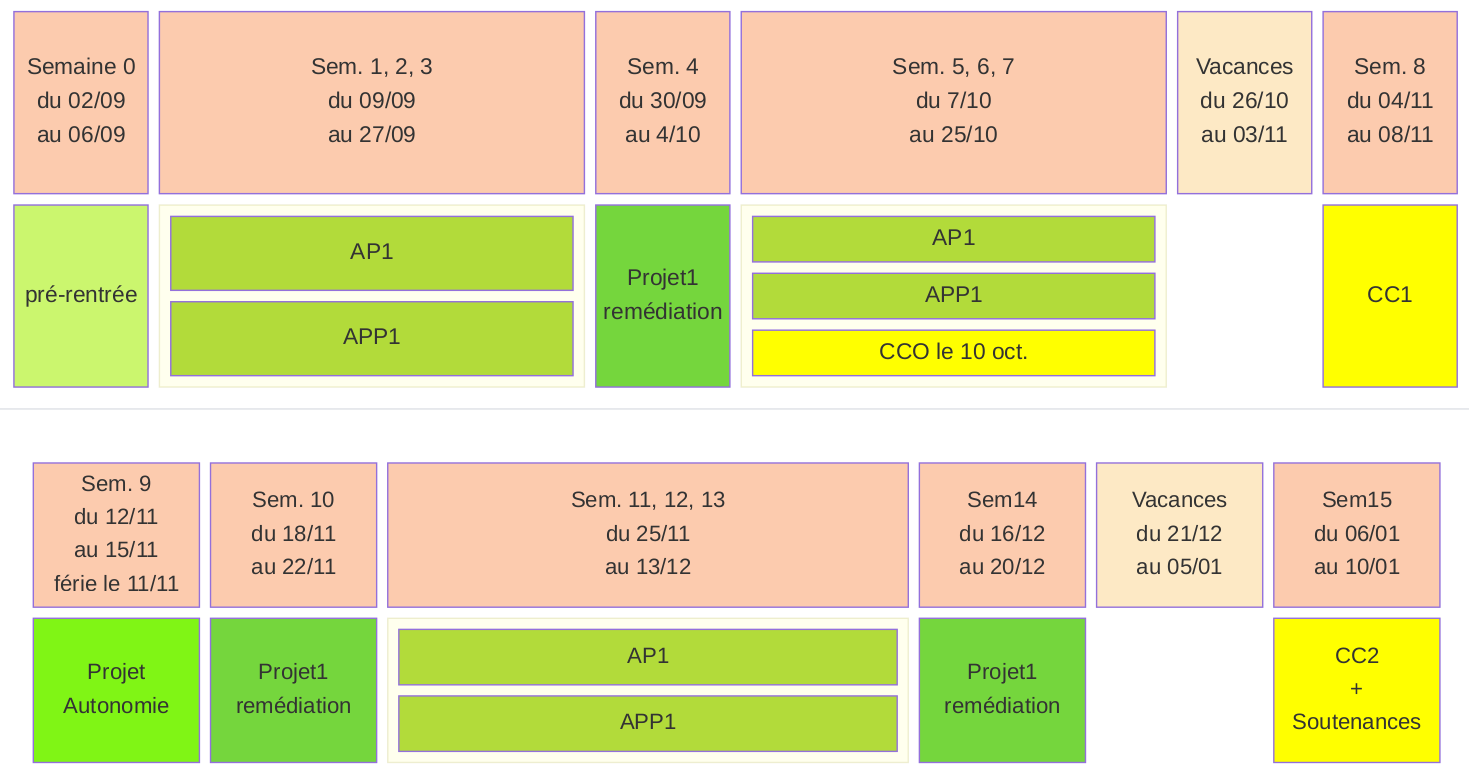 Semaine 0
du 02/09
au 06/09
Sem. 1, 2, 3
du 09/09
au 27/09
Sem. 4
du 30/09
au 4/10
Sem. 5, 6, 7
du 7/10
au 25/10
Vacances
du 26/10
au 03/11
Sem. 8
du 04/11
au 08/11
pré-rentrée
AP1
APP1
Projet1
remédiation
AP1
APP1
CCO le 10 oct.
CC1
Sem. 9
du 12/11
au 15/11
férie le 11/11
Sem. 10
du 18/11
au 22/11
Sem. 11, 12, 13
du 25/11
au 13/12
Sem14
du 16/12
au 20/12
Vacances
du 21/12
au 05/01
Sem15
du 06/01
au 10/01
Projet
Autonomie
Projet1
remédiation
AP1
APP1
Projet1
remédiation
CC2
+
Soutenances